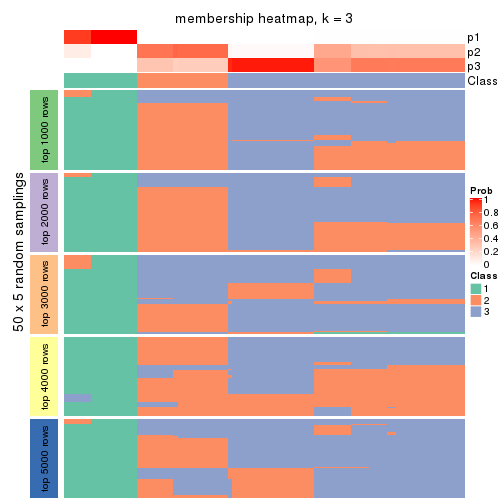 membership heatmap, k = 3
p1
p2
p3
Class
50 x 5 random samplings
top 1000 rows
top 2000 rows
top 3000 rows
top 4000 rows
top 5000 rows
Prob
1
0.8
0.6
0.4
0.2
0
Class
1
2
3